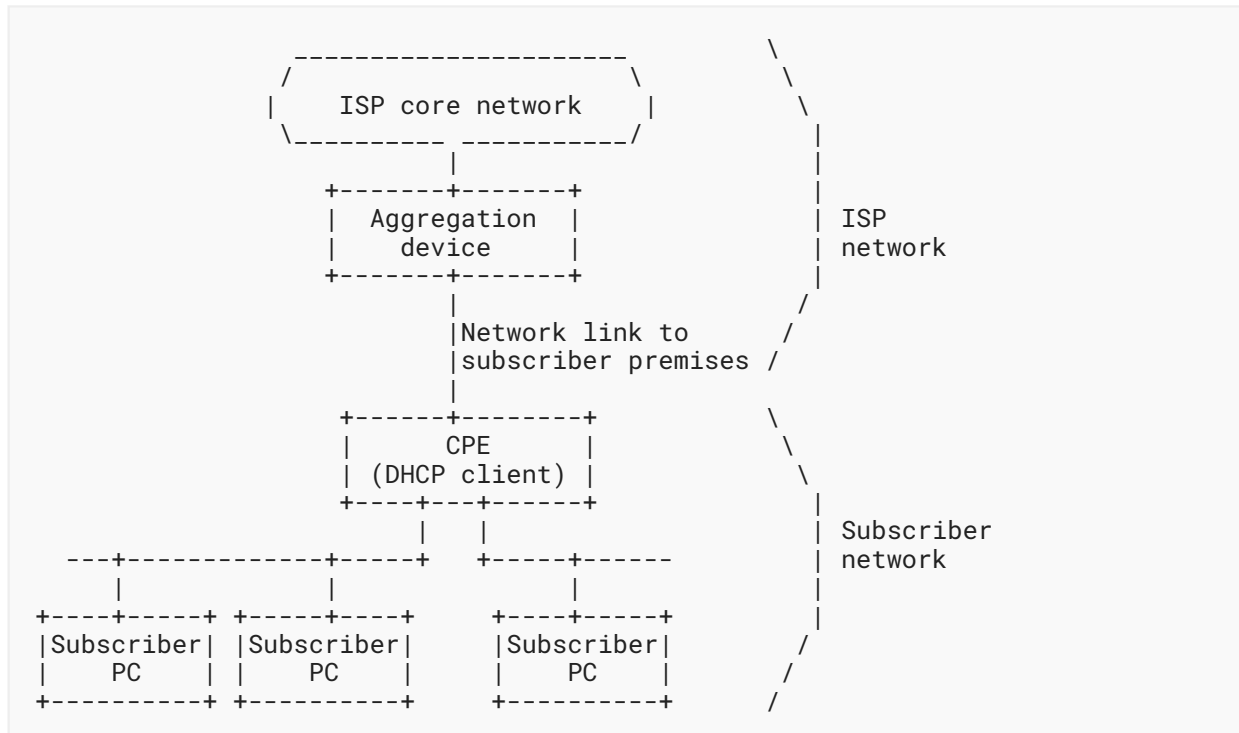 ISP core network
Aggregation
device
ISP
network
Network link to
subscriber premises
CPE
(DHCP client)
Subscriber
network
Subscriber Subscriber Subscriber
PC PC PC